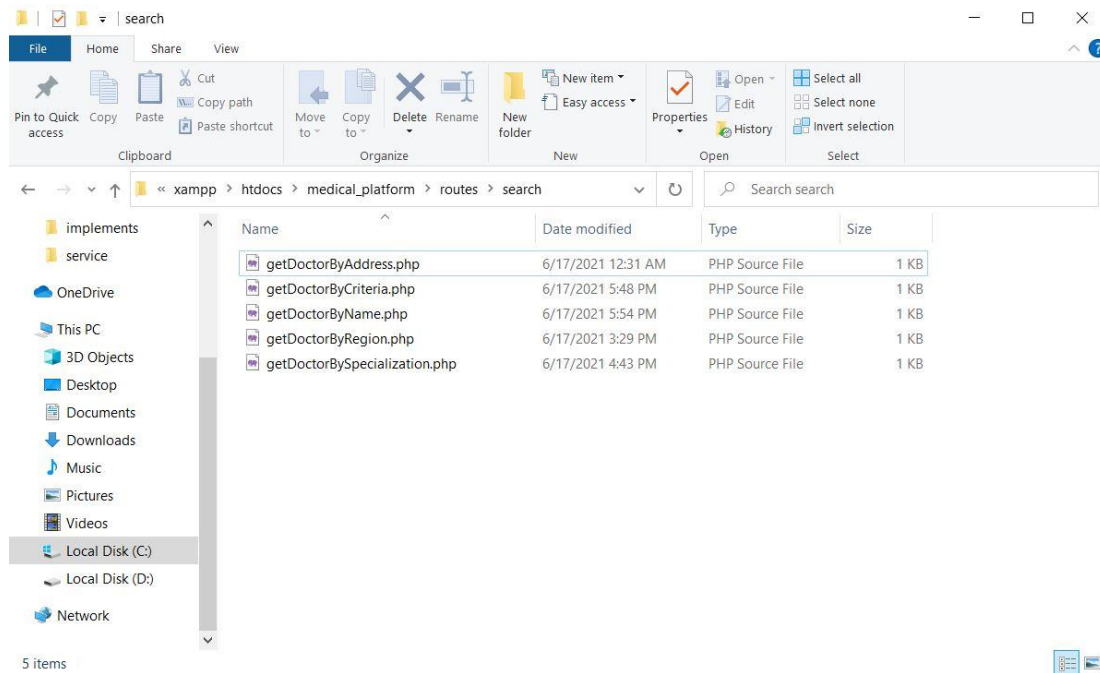 search
File Home Share View
Pin to Quick access
Copy
Paste
Cut
Copy path
Paste shortcut
Clipboard
Move to
Copy to
Delete
Rename
Organize
New folder
New item
Easy access
New
Properties
Open
Edit
History
Open
Select all
Select none
Invert selection
Select
« xampp > htdocs > medical_platform > routes > search
Search search
implements
service
OneDrive
This PC
3D Objects
Desktop
Documents
Downloads
Music
Pictures
Videos
Local Disk (C:)
Local Disk (D:)
Network
Name Date modified Type Size
getDoctorByAddress.php 6/17/2021 12:31 AM PHP Source File 1 KB
getDoctorByCriteria.php 6/17/2021 5:48 PM PHP Source File 1 KB
getDoctorByName.php 6/17/2021 5:54 PM PHP Source File 1 KB
getDoctorByRegion.php 6/17/2021 3:29 PM PHP Source File 1 KB
getDoctorBySpecialization.php 6/17/2021 4:43 PM PHP Source File 1 KB
5 items